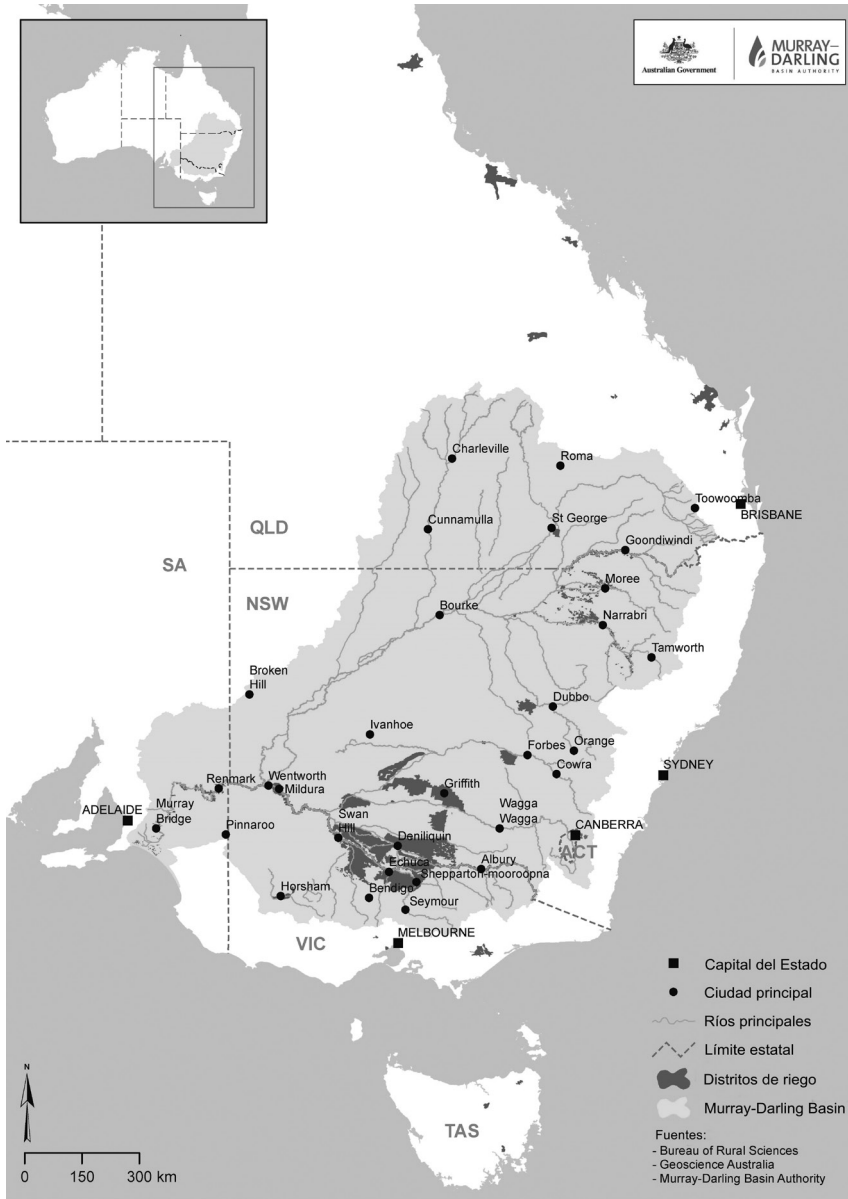 Australian Government
MURRAY–
DARLING
BASIN AUTHORITY
Charleville
Roma
Toowoomba
BRISBANE
Cunnamulla
St George
QLD
Goondiwindi
SA
Moree
NSW
Bourke
Narrabri
Tamworth
Broken
Hill
Dubbo
Ivanhoe
Forbes
Orange
Cowra
SYDNEY
Renmark
Wentworth
Mildura
Griffith
ADELAIDE
Murray
Bridge
Pinnaroo
Swan
Hill
Wagga
Wagga
CANBERRA
Deniliquin
ACT
Echuca
Albury
Shepparton-mooroopna
Horsham
Bendigo
Seymour
VIC
MELBOURNE
Capital del Estado
Ciudad principal
Ríos principales
Límite estatal
Distritos de riego
Murray-Darling Basin
TAS
Fuentes:
- Bureau of Rural Sciences
- Geoscience Australia
- Murray-Darling Basin Authority
N
0 150 300 km